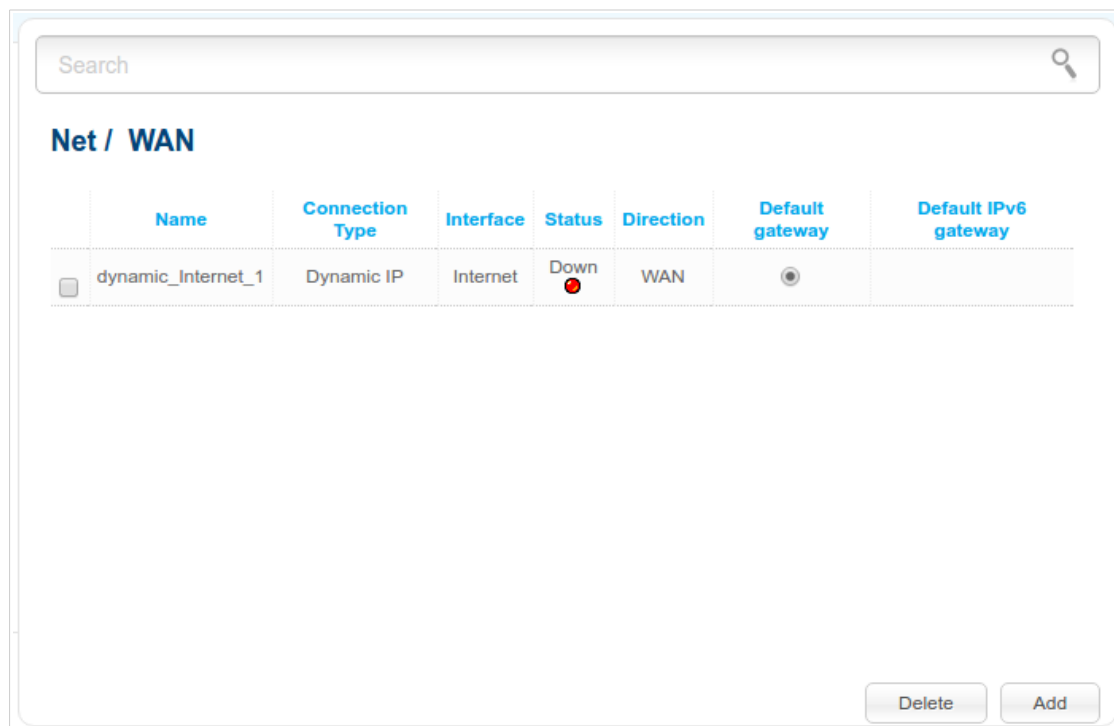 Search
Net / WAN
Name Connection Type Interface Status Direction Default gateway Default IPv6 gateway
dynamic_Internet_1 Dynamic IP Internet Down WAN
Delete Add